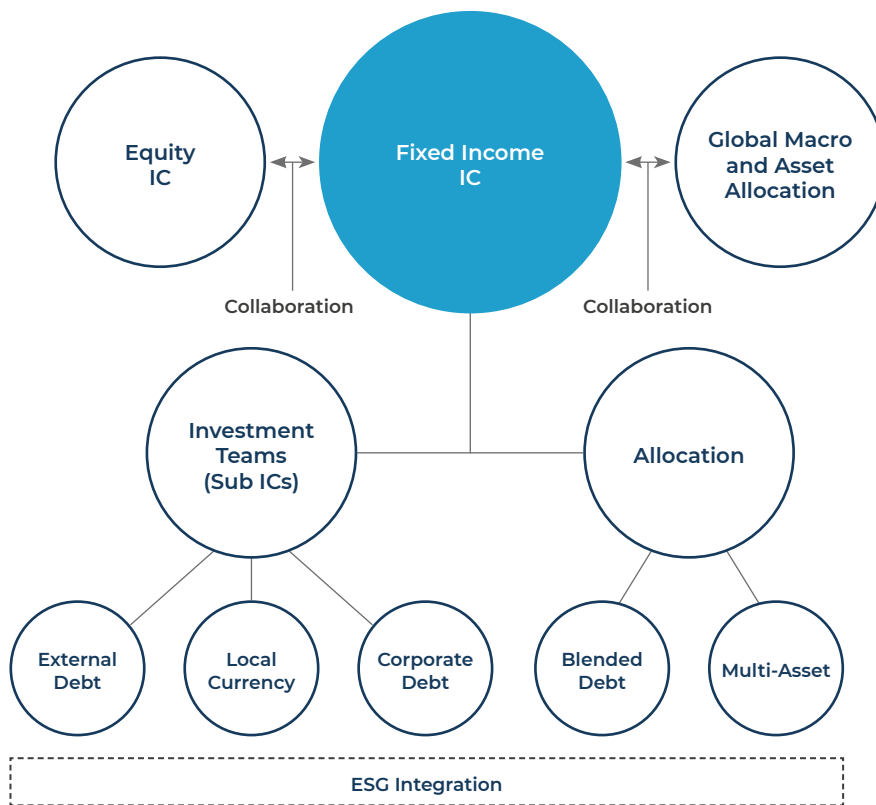 Equity
IC
Fixed Income
IC
Global Macro
and Asset
Allocation
Collaboration
Collaboration
Investment
Teams
(Sub ICs)
Allocation
External
Debt
Local
Currency
Corporate
Debt
Blended
Debt
Multi-Asset
ESG Integration